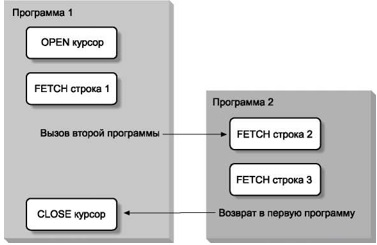 Программа 1
OPEN курсор
FETCH строка 1
Программа 2
Вызов второй программы
FETCH строка 2
FETCH строка 3
CLOSE курсор
Возврат в первую программу